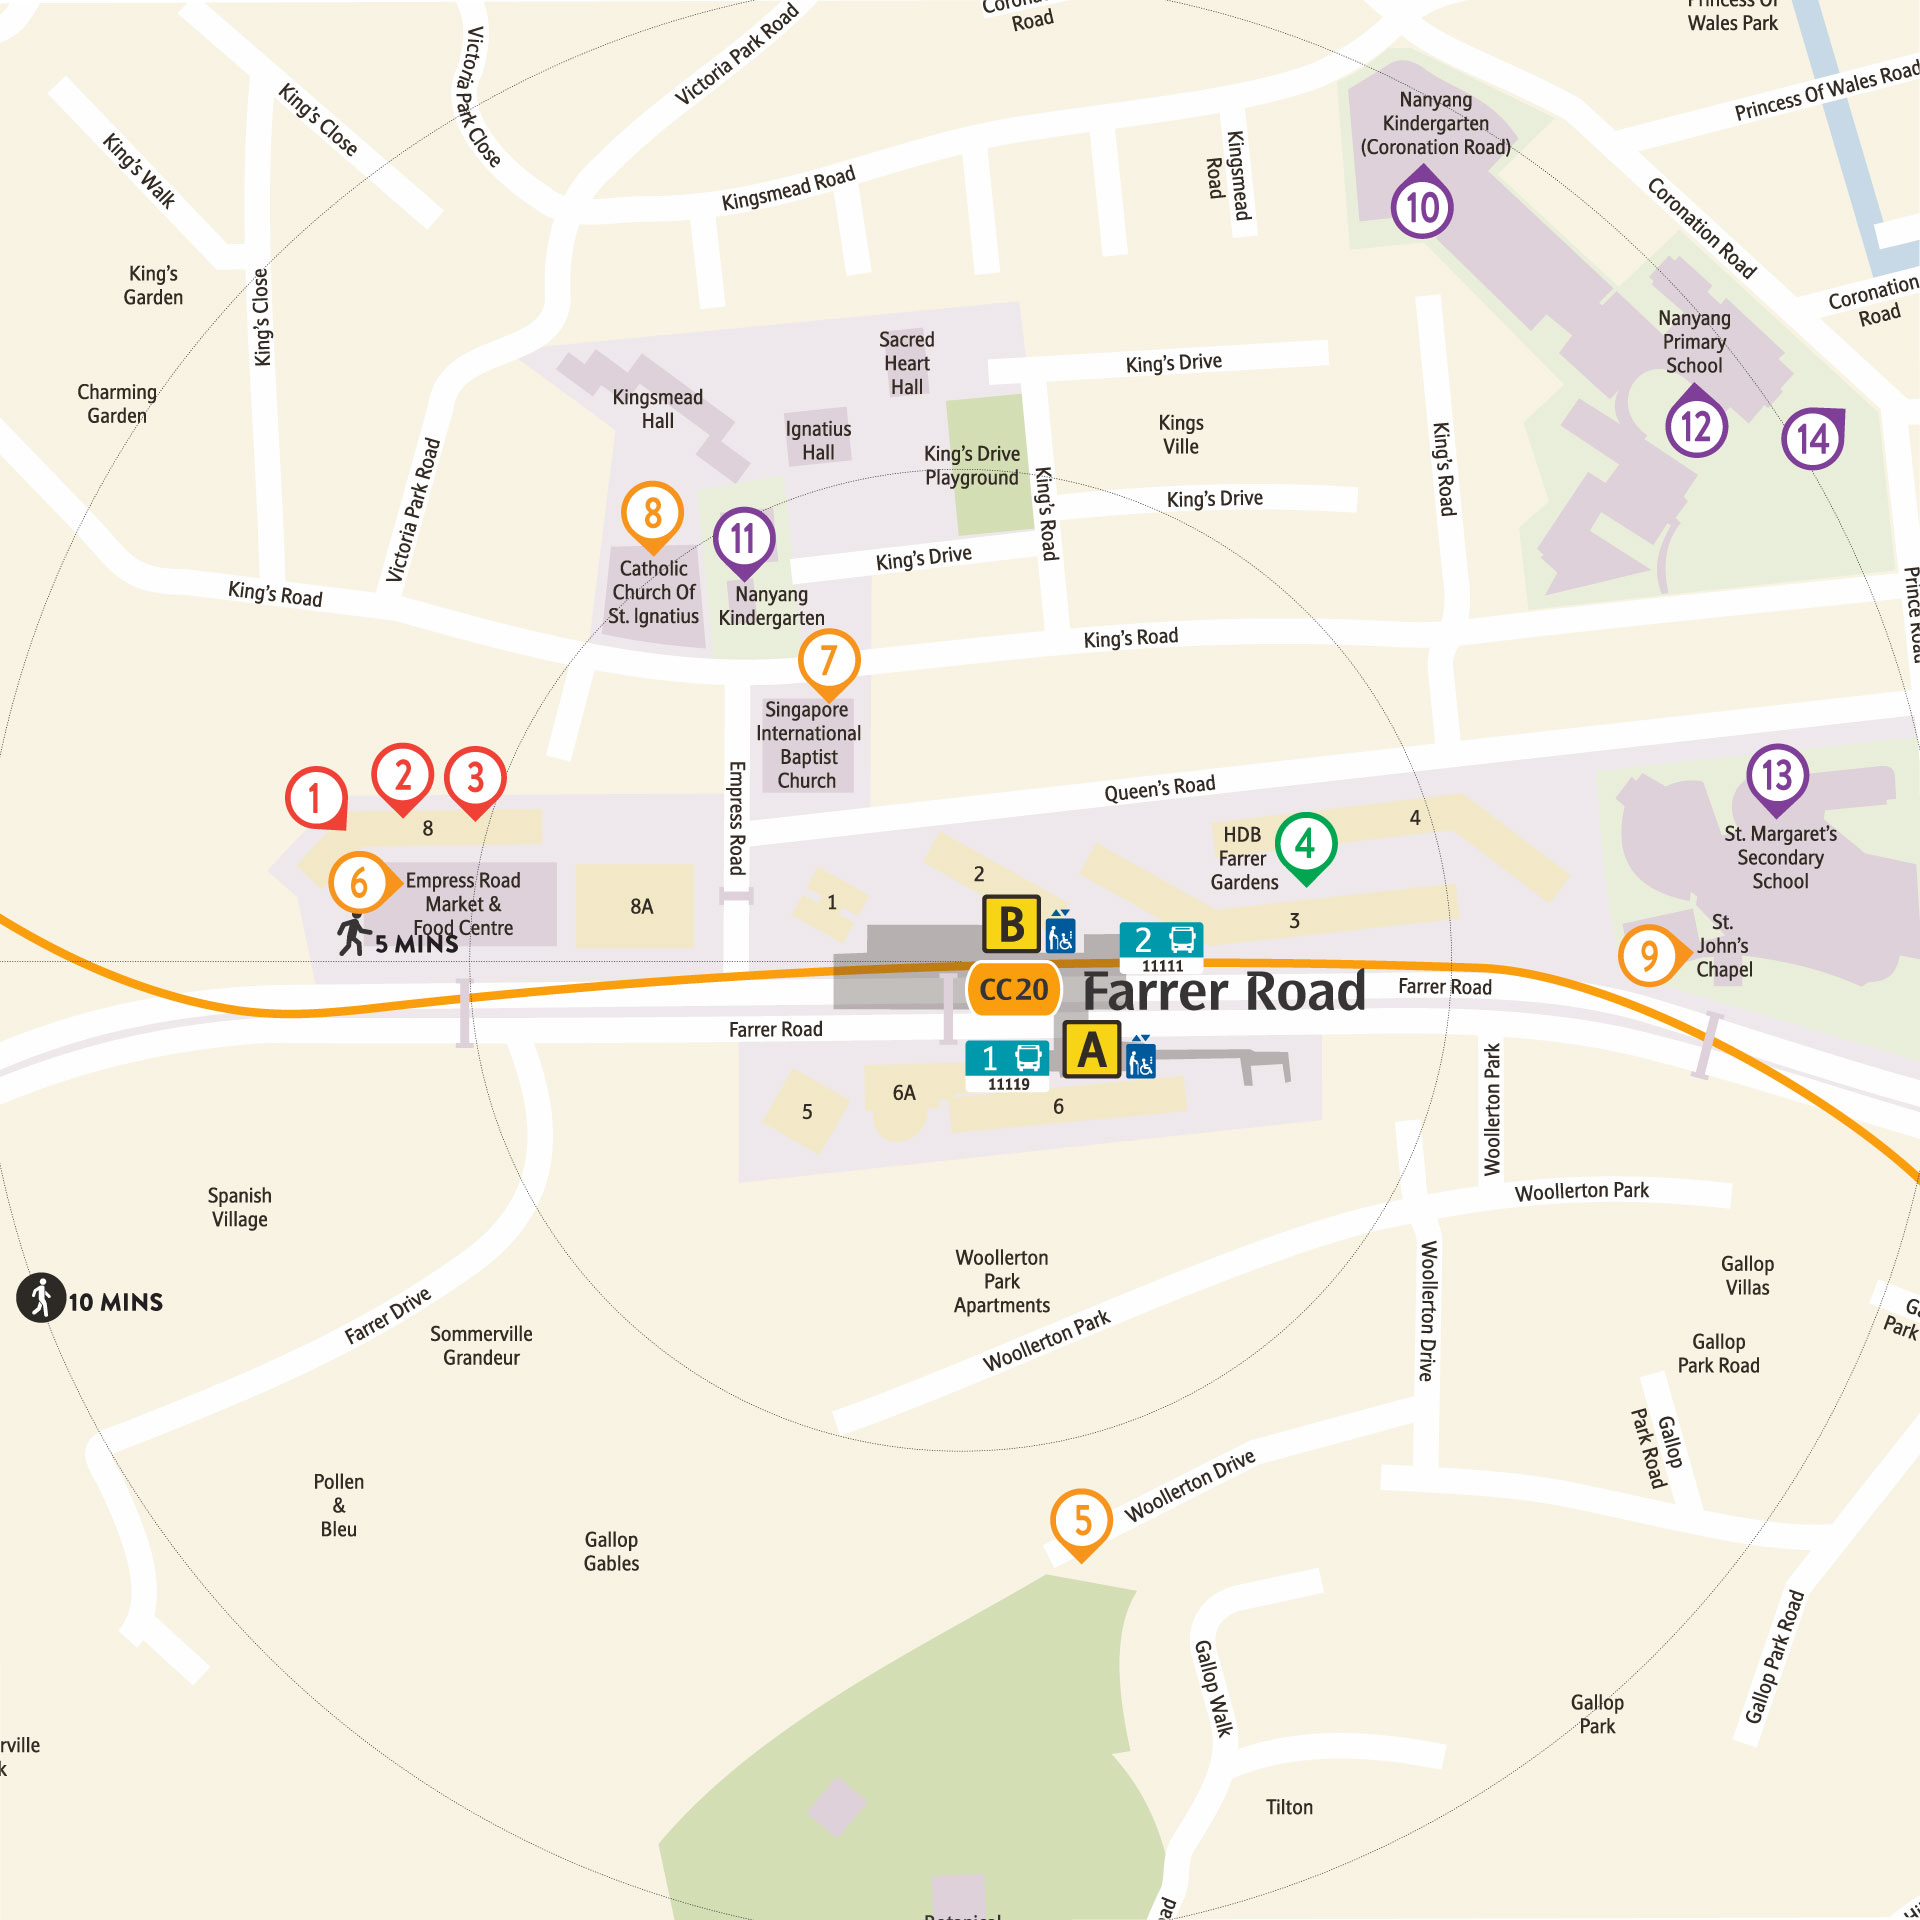 Coronation
Road
Princess Of
Wales Park
Victoria Park Road
Victoria Park Close
King's Close
King's Walk
Princess Of Wales Road
Nanyang
Kindergarten
(Coronation Road)
10
Kingsmead Road
Kingsmead
Road
Coronation Road
Coronation
Road
King's
Garden
King's Close
Charming
Garden
Nanyang
Primary
School
12
14
Sacred
Heart
Hall
King's Drive
Kingsmead
Hall
Ignatius
Hall
King's Drive
Playground
Kings
Ville
King's Road
Victoria Park Road
King's Road
King's Drive
8
11
King's Drive
Catholic
Church Of
St. Ignatius
Nanyang
Kindergarten
King's Road
King's Road
7
Singapore
International
Baptist
Church
Empress Road
Queen's Road
1
2
3
8
6
Empress Road
Market &
Food Centre
5 MINS
8A
1
2
HDB
Farrer
Gardens
4
4
3
13
St. Margaret's
Secondary
School
9
St.
John's
Chapel
B
2
11111
CC20
Farrer Road
Farrer Road
Farrer Road
1
11119
A
5
6A
6
Woollerton Park
Woollerton Park
Spanish
Village
10 MINS
Farrer Drive
Sommerville
Grandeur
Woollerton
Park
Apartments
Woollerton Park
Woollerton Drive
Gallop
Villas
Gallop
Park Road
Gallop
Park Road
Park
Pollen
&
Bleu
Gallop
Gables
5
Woollerton Drive
Gallop Walk
Gallop Park Road
Gallop
Park
Tilton